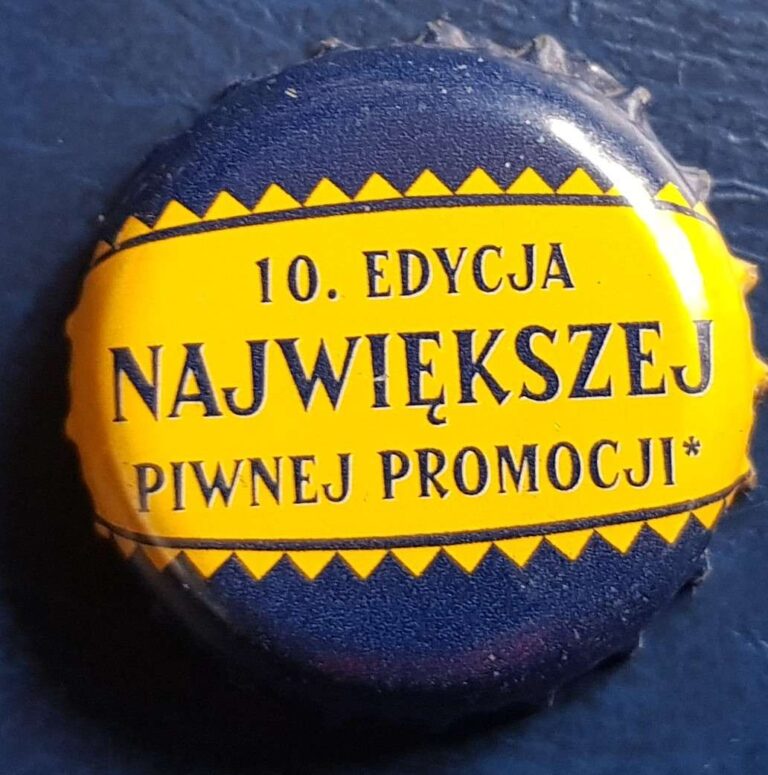 10. EDYCJA
NAJWIĘKSZEJ
PIWNEJ PROMOCJI*